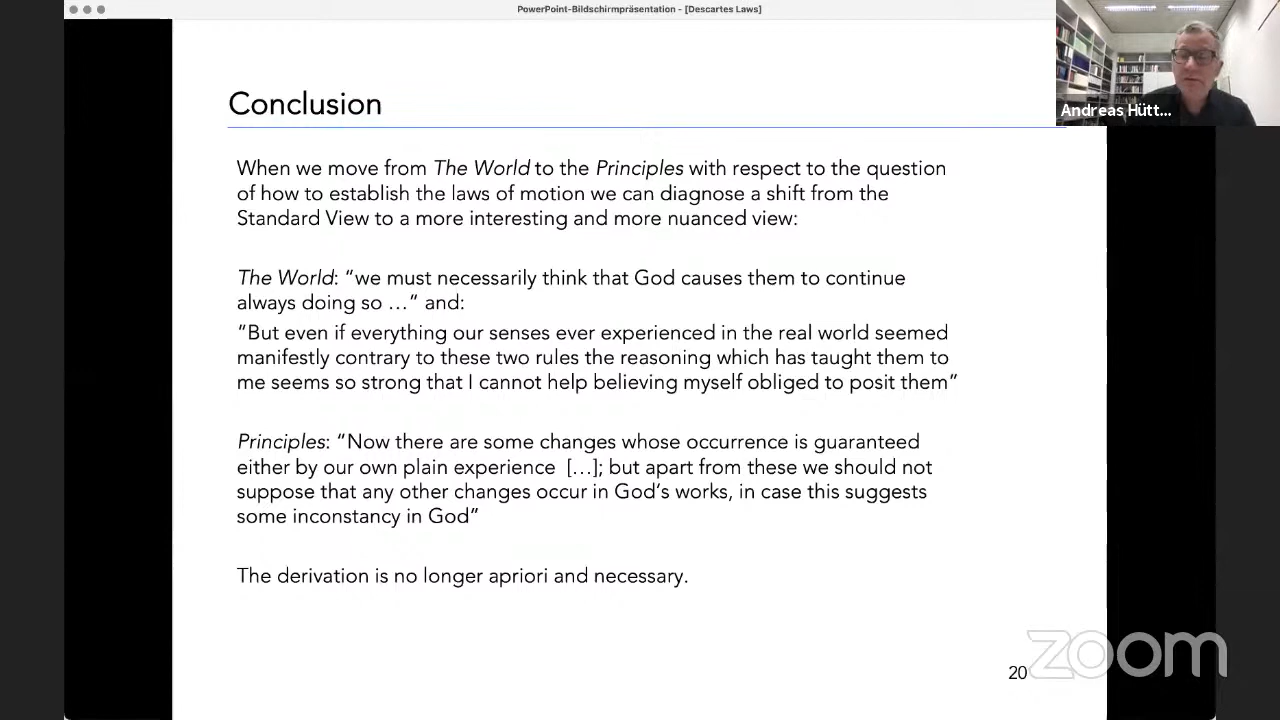 PowerPoint-Bildschirmpräsentation - [Descartes Laws]
Andreas Hütt...
Conclusion
When we move from The World to the Principles with respect to the question
of how to establish the laws of motion we can diagnose a shift from the
Standard View to a more interesting and more nuanced view:
The World: “we must necessarily think that God causes them to continue
always doing so …” and:
“But even if everything our senses ever experienced in the real world seemed
manifestly contrary to these two rules the reasoning which has taught them to
me seems so strong that I cannot help believing myself obliged to posit them”
Principles: “Now there are some changes whose occurrence is guaranteed
either by our own plain experience […]; but apart from these we should not
suppose that any other changes occur in God’s works, in case this suggests
some inconstancy in God”
The derivation is no longer apriori and necessary.
zoom
20